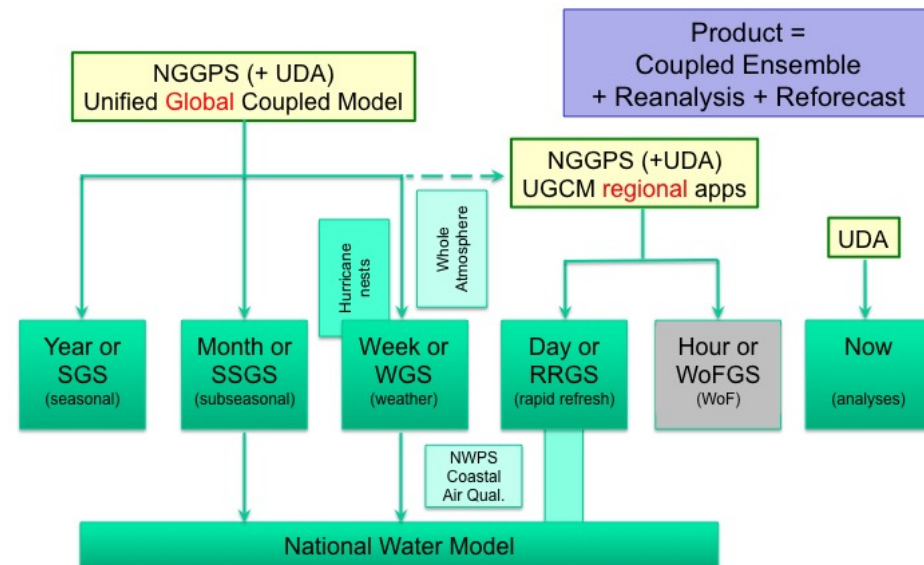 Product =
Coupled Ensemble
+ Reanalysis + Reforecast
NGGPS (+ UDA)
Unified Global Coupled Model
NGGPS (+UDA)
UGCM regional apps
UDA
Hurricane
nests
Whole
Atmosphere
Year or
SGS
(seasonal)
Month or
SSGS
(subseasonal)
Week or
WGS
(weather)
Day or
RRGS
(rapid refresh)
Hour or
WoFGS
(WoF)
Now
(analyses)
NWPS
Coastal
Air Qual.
National Water Model